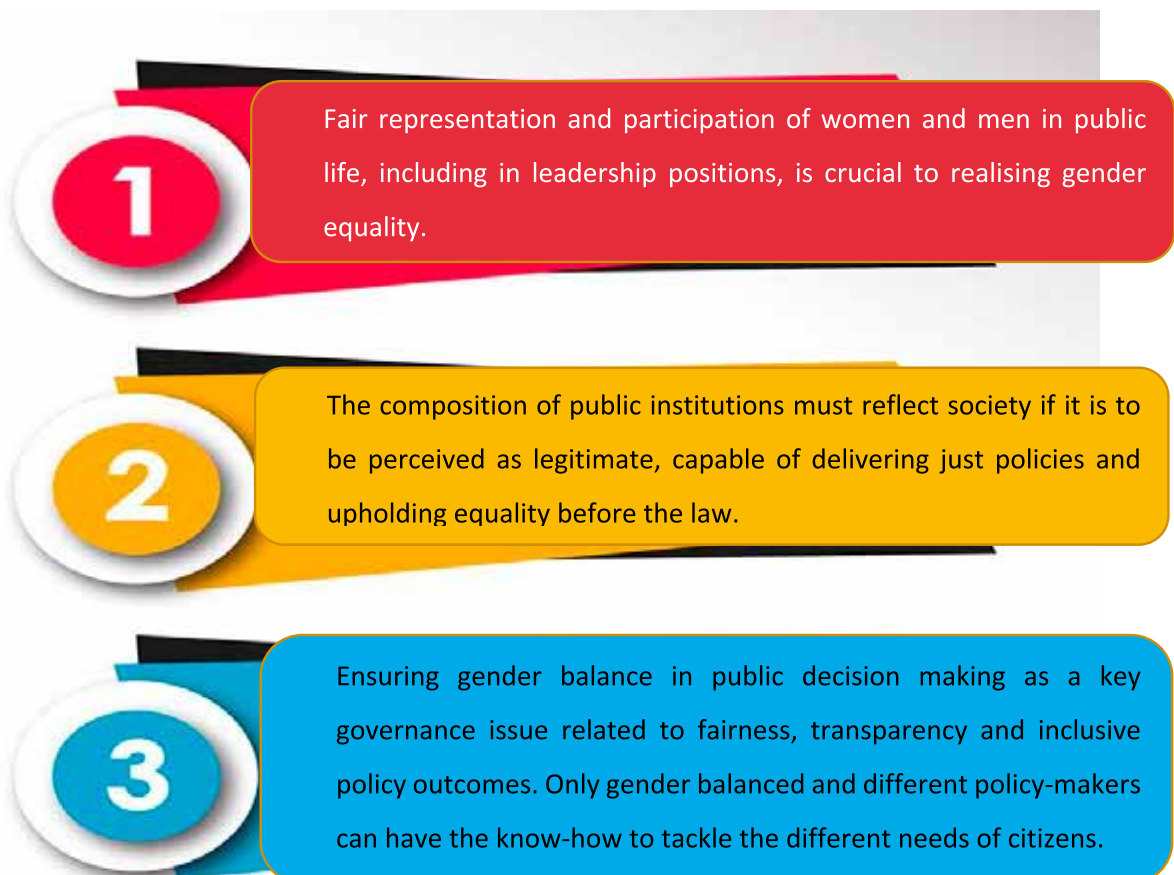 1
Fair representation and participation of women and men in public
life, including in leadership positions, is crucial to realising gender
equality.
2
The composition of public institutions must reflect society if it is to
be perceived as legitimate, capable of delivering just policies and
upholding equality before the law.
3
Ensuring gender balance in public decision making as a key
governance issue related to fairness, transparency and inclusive
policy outcomes. Only gender balanced and different policy-makers
can have the know-how to tackle the different needs of citizens.